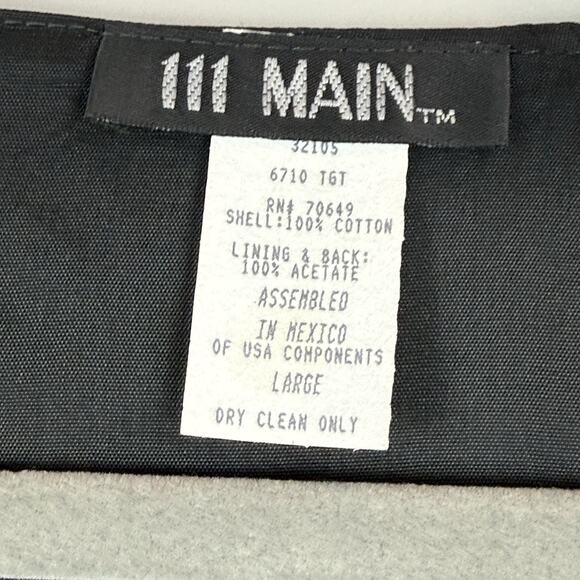 111 MAIN™
32105
6710 TGT
RN# 70649
SHELL:100% COTTON
LINING & BACK:
100% ACETATE
ASSEMBLED
IN MEXICO
OF USA COMPONENTS
LARGE
DRY CLEAN ONLY